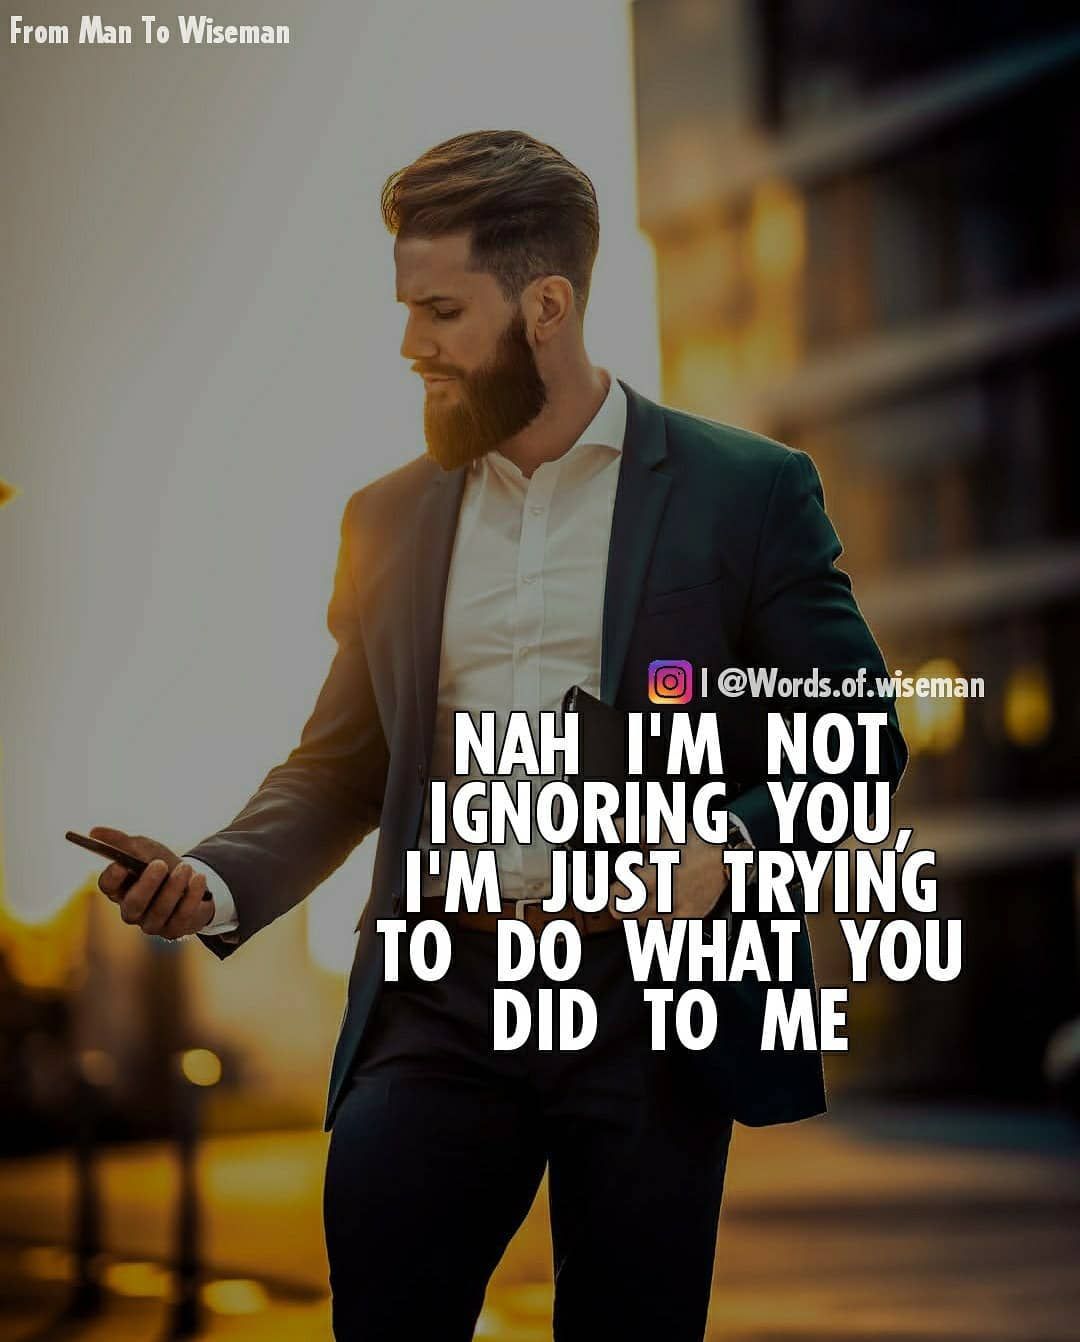 From Man To Wiseman
| @Words.of.wiseman
NAH I'M NOT
IGNORING YOU,
I'M JUST TRYING
TO DO WHAT YOU
DID TO ME